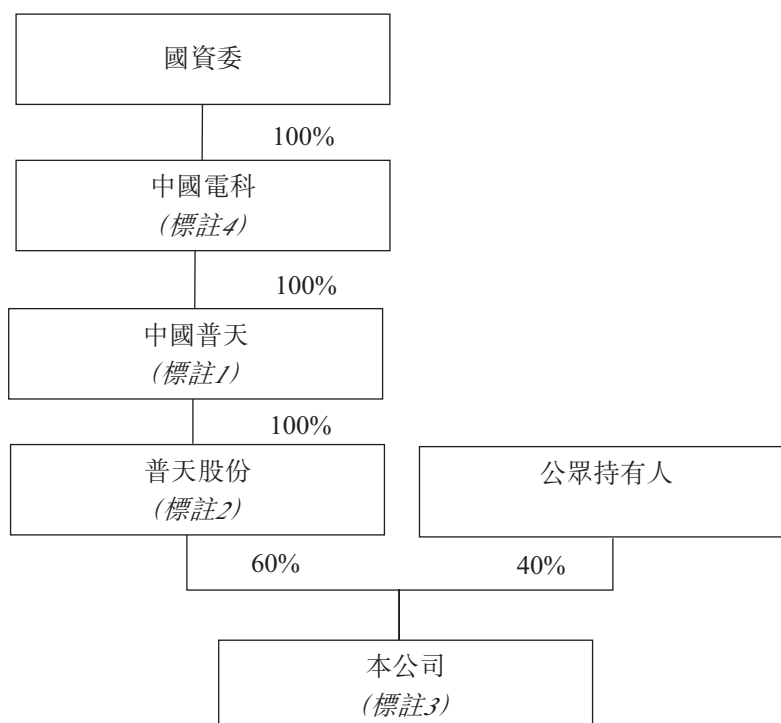 國資委
100%
中國電科
(標註4)
100%
中國普天
(標註1)
100%
普天股份
(標註2)
公眾持有人
60%
40%
本公司
(標註3)